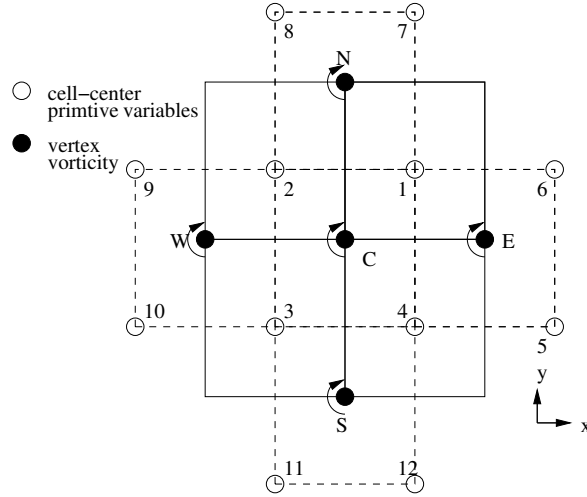 8
7
N
cell-center
primtive variables
vertex
vorticity
9
2
1
6
W
C
E
10
3
4
5
y
x
S
11
12